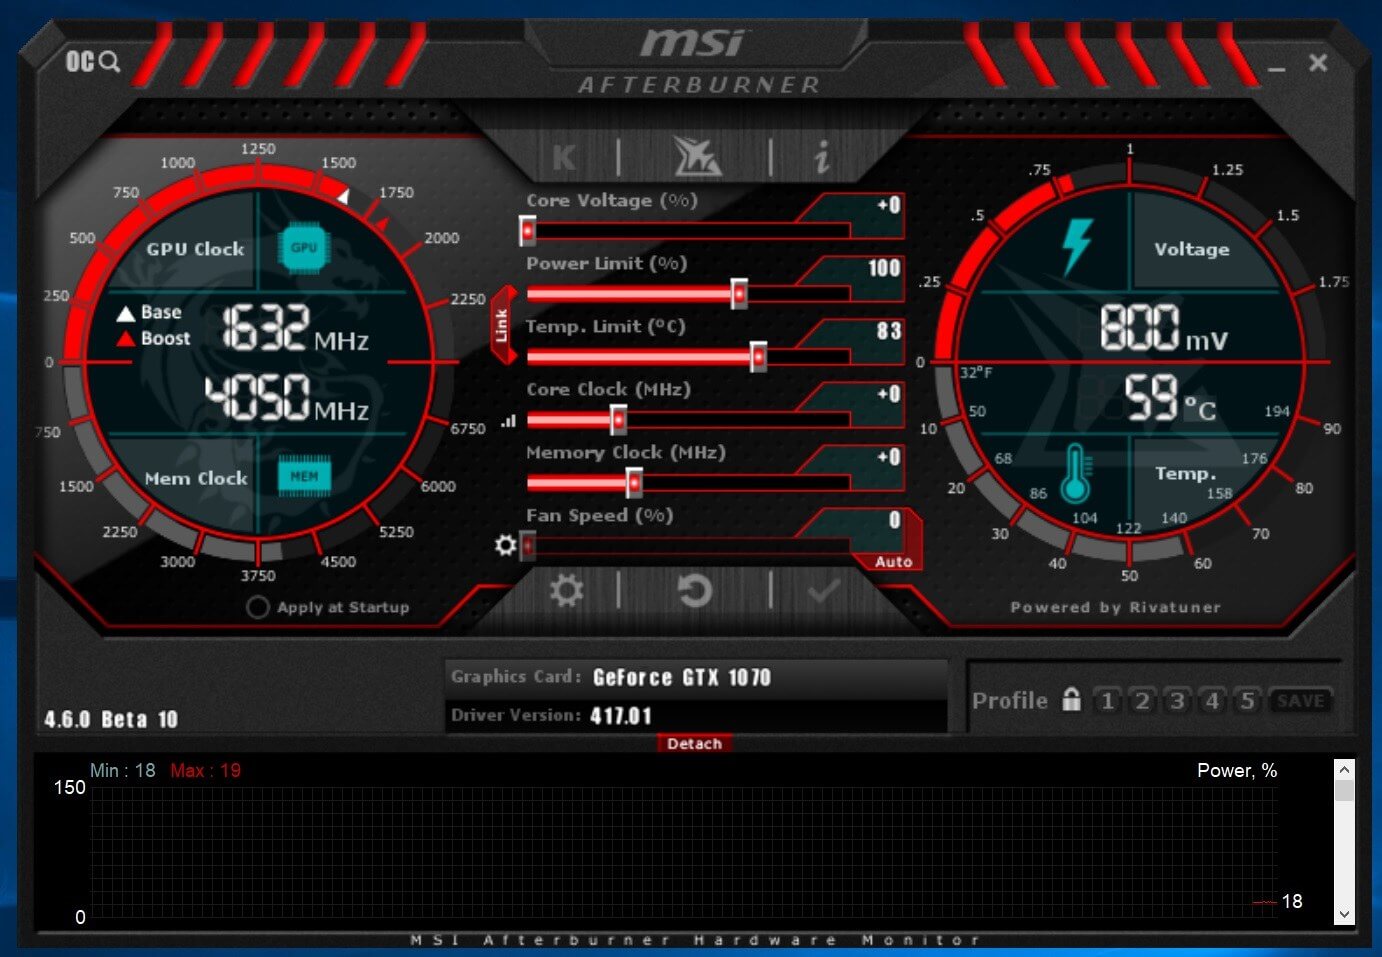 OC
msi
AFTERBURNER
K
i
1000 1250 1500
750 1750
500 2000
250 2250
0
GPU Clock
GPU
Base
Boost
1632 MHz
4050 MHz
Mem Clock
MEM
750 6750
1500 6000
2250 5250
3000 3750 4500
Apply at Startup
Core Voltage (%)
+0
Power Limit (%)
100
Link
Temp. Limit (ºC)
83
Core Clock (MHz)
+0
Memory Clock (MHz)
+0
Fan Speed (%)
0
Auto
.75 1 1.25
.5 1.5
.25 1.75
0
Voltage
800 mV
32°F
59 °C
50 194
10 90
68 176
20 80
86 158
Temp.
104 122 140
30 70
40 50 60
Powered by Rivatuner
4.6.0 Beta 10
Graphics Card: GeForce GTX 1070
Driver Version: 417.01
Profile 1 2 3 4 5 SAVE
Detach
Min : 18 Max : 19
Power, %
150
0
18
MSI Afterburner Hardware Monitor